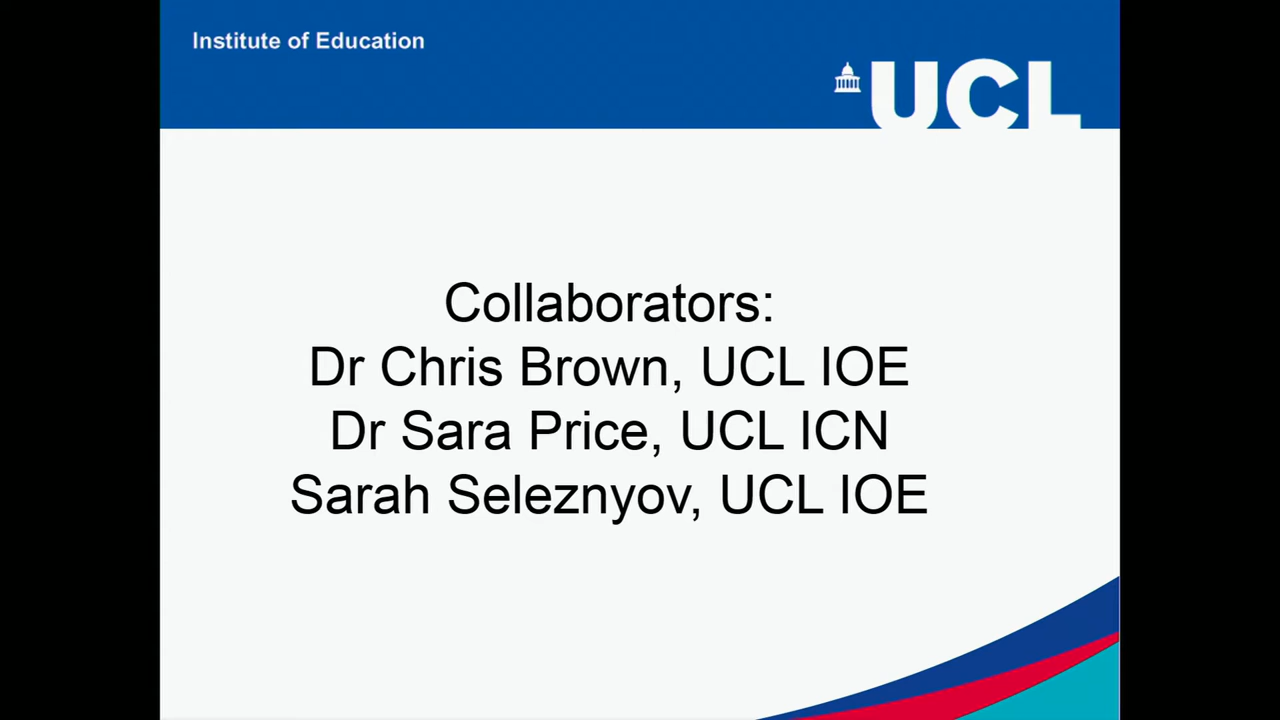 Institute of Education
UCL
Collaborators:
Dr Chris Brown, UCL IOE
Dr Sara Price, UCL ICN
Sarah Seleznyov, UCL IOE